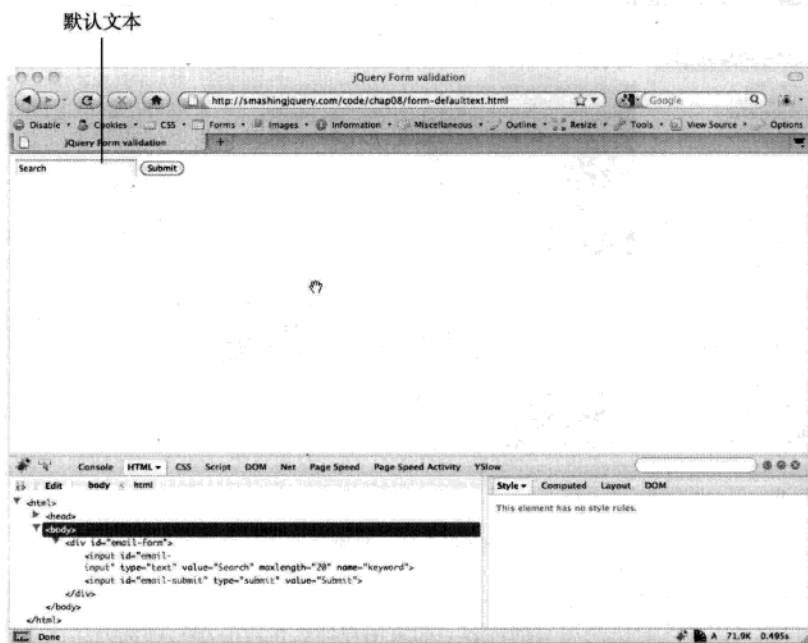 默认文本
jQuery Form validation
http://smashingjquery.com/code/chap08/form-defaulttext.html
Google
Disable Cookies CSS Forms Images Information Miscellaneous Outline Resize Tools View Source Options
jQuery Form validation
Search Submit
Console HTML CSS Script DOM Net Page Speed Page Speed Activity YSlow
Edit body < html
Style Computed Layout DOM
<html>
This element has no style rules.
<head>
<body>
<div id="email-form">
<input id="email-
input" type="text" value="Search" maxlength="20" name="keyword">
<input id="email-submit" type="submit" value="Submit">
</div>
</body>
</html>
Done
A 71.9K 0.495s